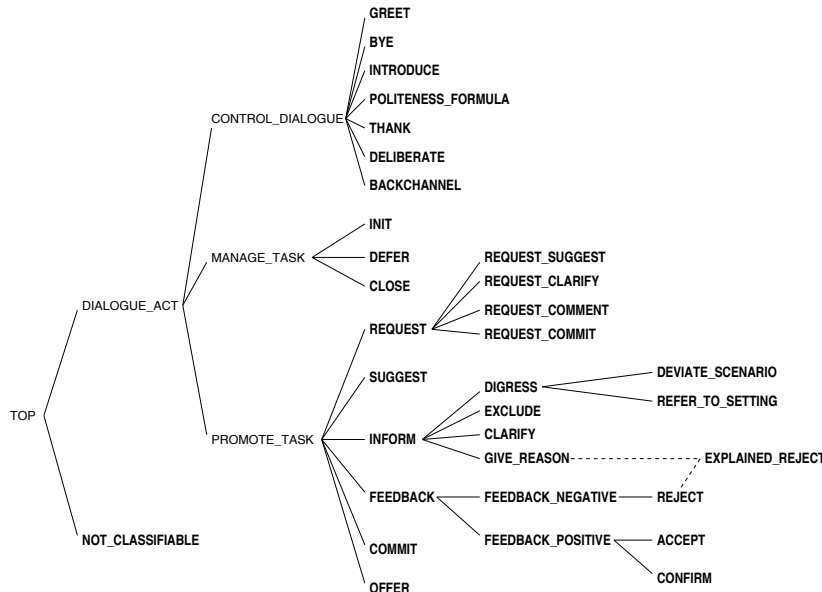 GREET
BYE
INTRODUCE
POLITENESS_FORMULA
CONTROL_DIALOGUE
THANK
DELIBERATE
BACKCHANNEL
INIT
MANAGE_TASK
DEFER
CLOSE
REQUEST_SUGGEST
REQUEST_CLARIFY
REQUEST_COMMENT
REQUEST_COMMIT
DIALOGUE_ACT
REQUEST
SUGGEST
DEVIATE_SCENARIO
DIGRESS
REFER_TO_SETTING
EXCLUDE
TOP
PROMOTE_TASK
INFORM
CLARIFY
GIVE_REASON
EXPLAINED_REJECT
FEEDBACK
FEEDBACK_NEGATIVE
REJECT
NOT_CLASSIFIABLE
FEEDBACK_POSITIVE
ACCEPT
COMMIT
CONFIRM
OFFER